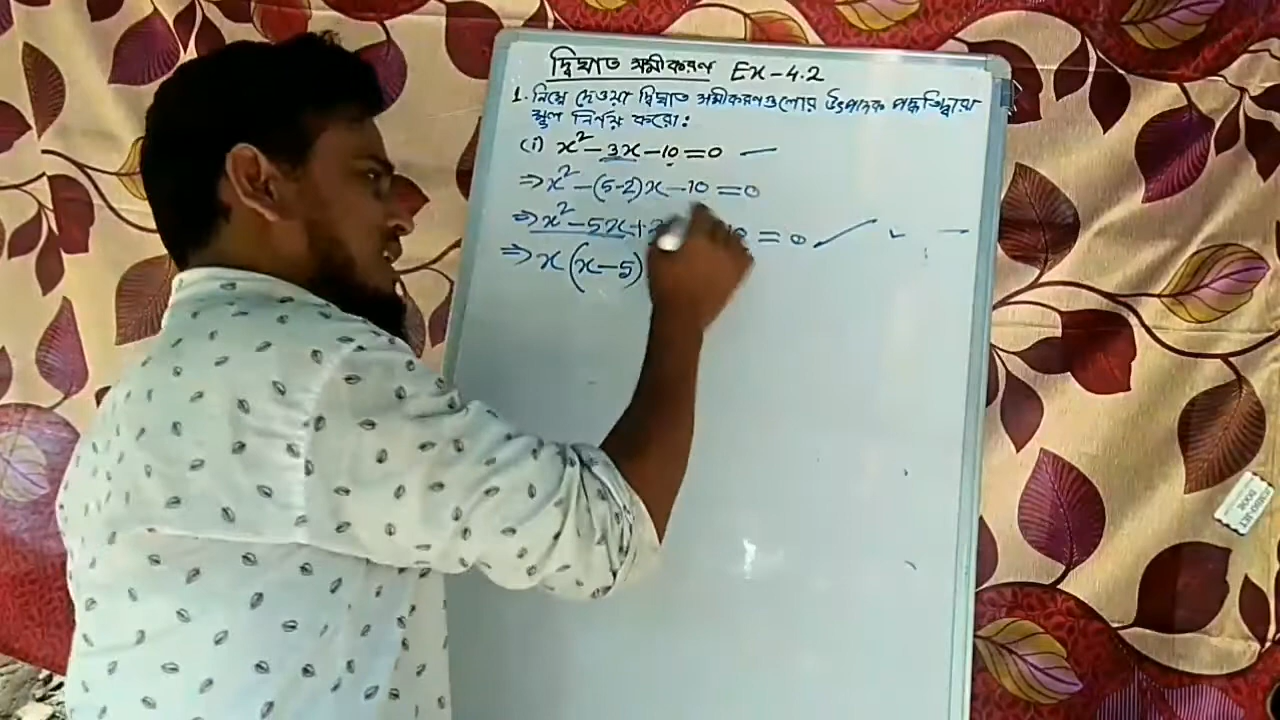 দ্বিঘাত সমীকরণ Ex-4.2
1. নিম্নে দেওয়া দ্বিঘাত সমীকরণগুলোর উৎপাদক পদ্ধতিদ্বারা
মূল নির্ণয় করো:
(i) x² - 3x - 10 = 0
⇒ x² - (5-2)x - 10 = 0
⇒ x² - 5x + = 0
⇒ x(x-5)